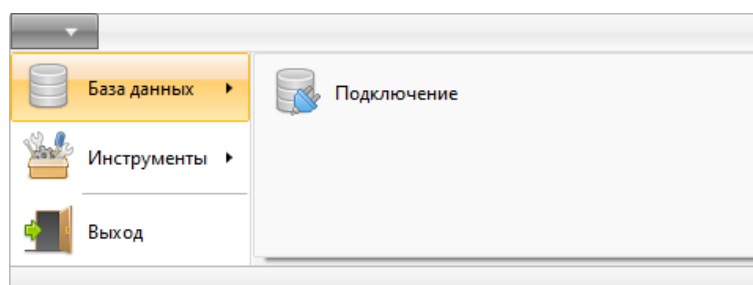 База данных
Подключение
Инструменты
Выход